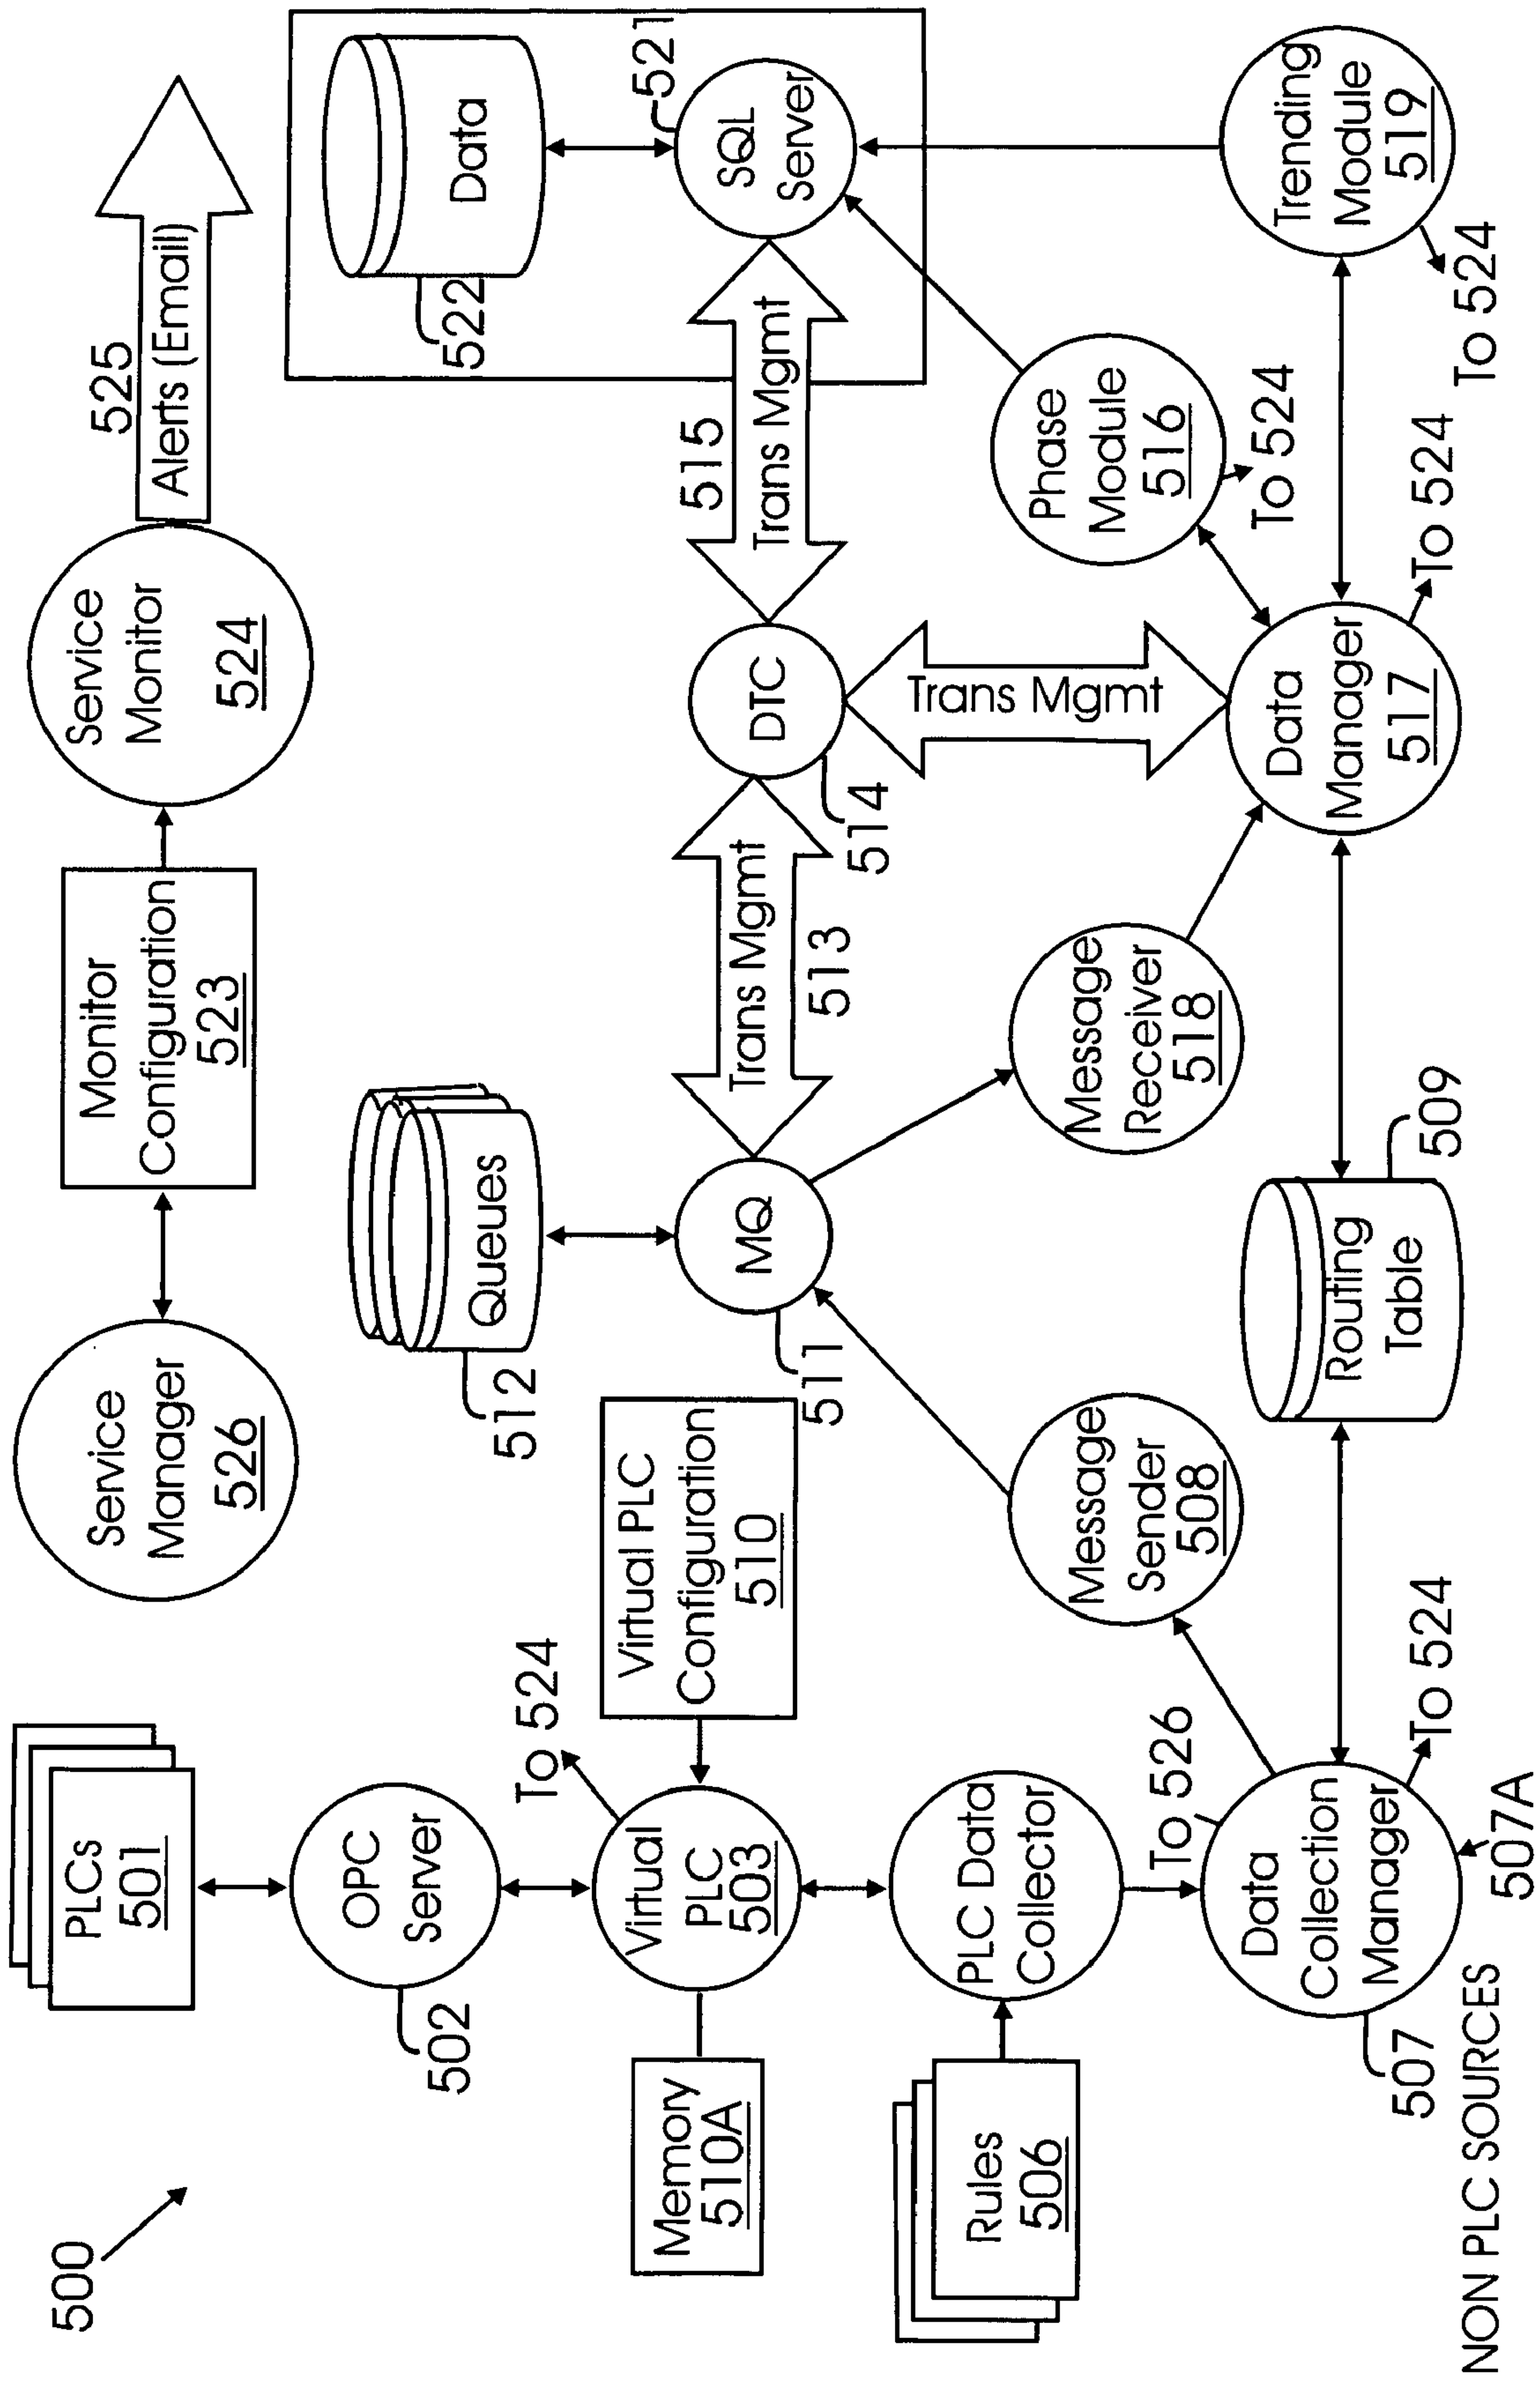 500
PLCs
501
OPC
Server
502
Virtual
PLC
503
To 524
Memory
510A
Virtual PLC
Configuration
510
Rules
506
PLC Data
Collector
Data
Collection
Manager
507
To 526
To 524
507A
NON PLC SOURCES
Service
Manager
526
Monitor
Configuration
523
Service
Monitor
524
Alerts (Email)
525
Queues
512
MQ
511
Message
Sender
508
Message
Receiver
518
Routing
Table
509
Trans Mgmt
513
DTC
514
Trans Mgmt
515
Trans Mgmt
Data
Manager
517
To 524
Phase
Module
516
To 524
Data
522
SQL
Server
521
Trending
Module
519
To 524